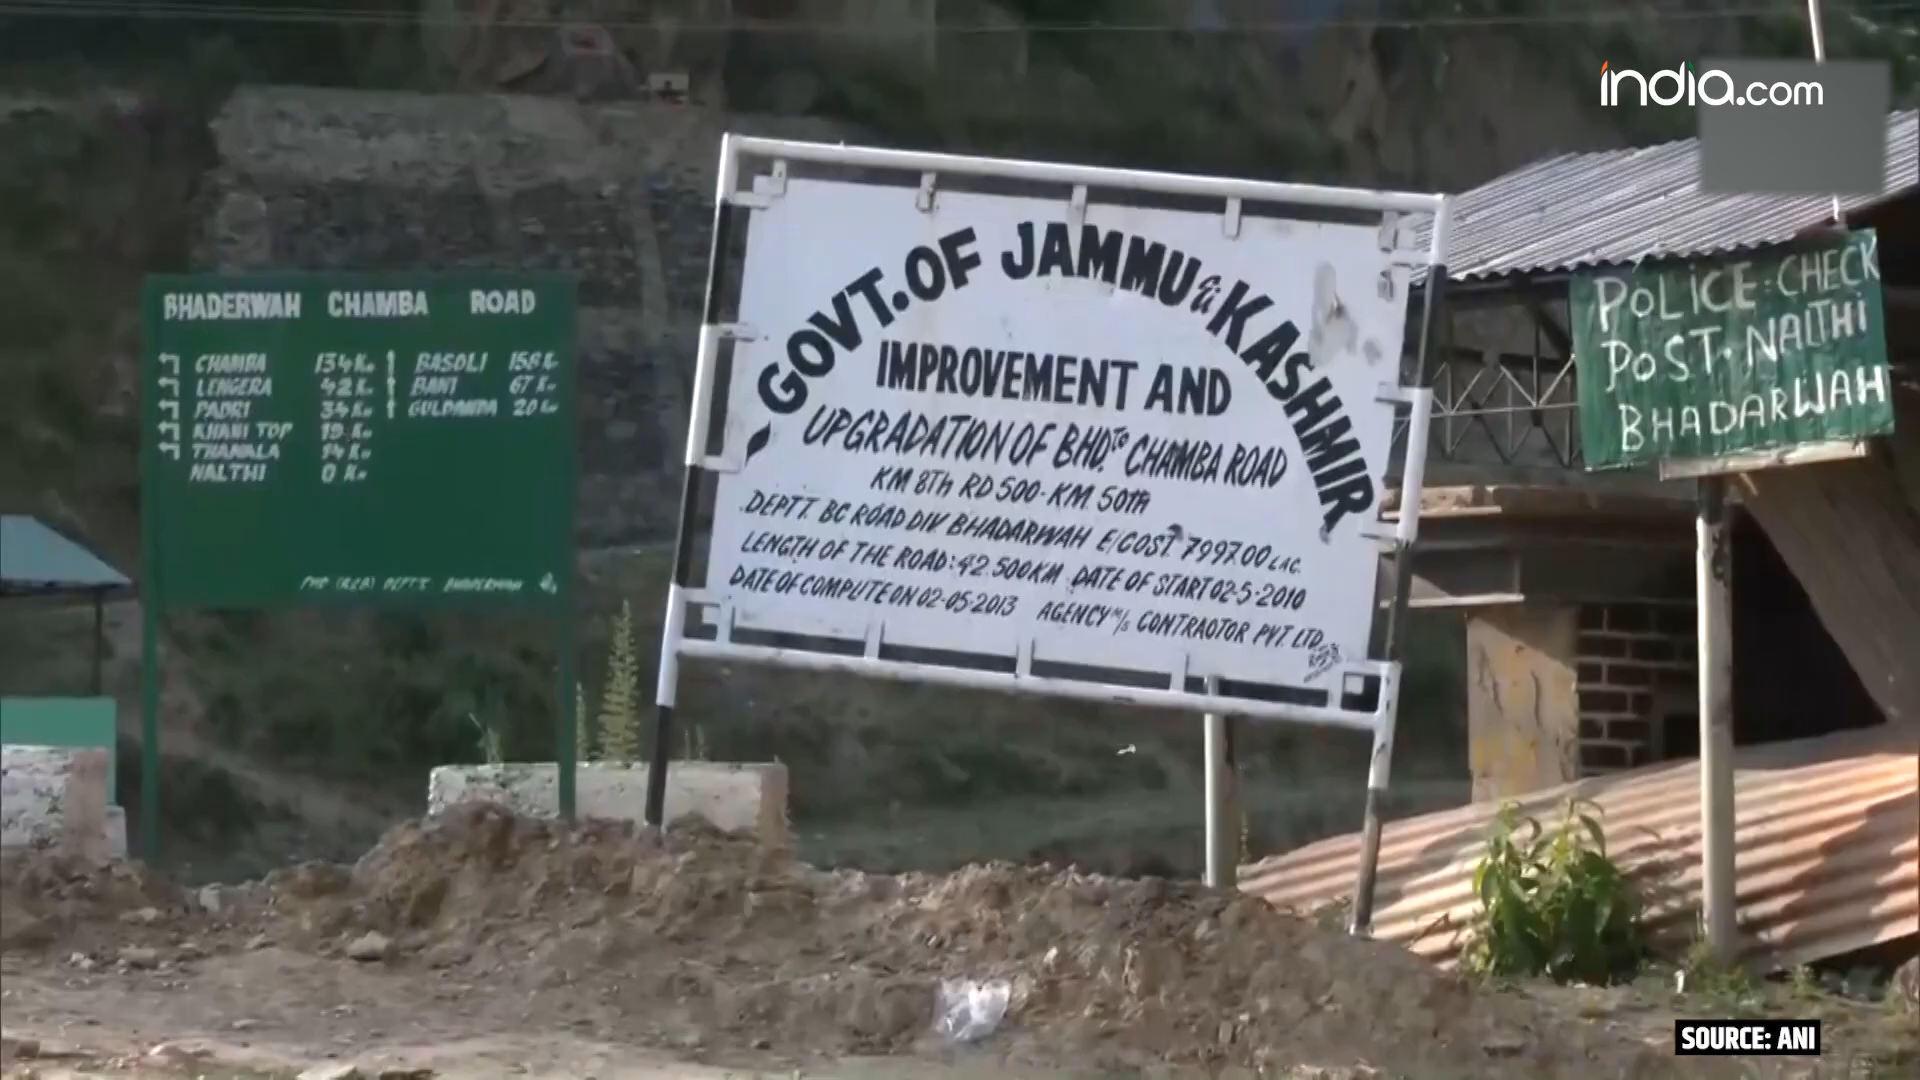 india.com
BHADERWAH CHAMBA ROAD
CHAMBA 134 Km BASOLI 158 K
LENGERA 42 K. BANI 67 Km
PADRI 34 Km GULDANDA 20 Km
KHANI TOP 19 Km
THANALA 14 Km
NALTHI 0 Km
DEPTT BHADERWAH
GOVT. OF JAMMU & KASHMIR
IMPROVEMENT AND
UPGRADATION OF BHD. TO CHAMBA ROAD
KM 8TH RD 500 - KM 50TH
DEPTT. BC ROAD DIV BHADARWAH E/COST 7997.00 LAC.
LENGTH OF THE ROAD: 42.500KM DATE OF START 02-5-2010
DATE OF COMPLITE ON 02-05-2013 AGENCY M/S CONTRAOTOR PVT. LTD.
POLICE: CHECK
POST. NALTHI
BHADARWAH
SOURCE: ANI